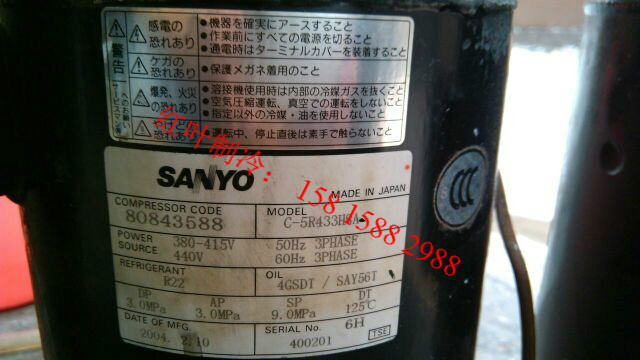 警告
感電の恐れあり
●機器を確実にアースすること
●作業前にすべての電源を切ること
●通電時はターミナルカバーを装着すること
ケガの恐れあり
●保護メガネ着用のこと
爆発、火災の恐れあり
●溶接機使用時は内部の冷媒ガスを抜くこと
●空気圧縮運転、真空での運転をしないこと
●指定以外の冷媒・油を使用しないこと
恐れあり
●運転中、停止直後は素手で触らないこと
红叶制冷: 158 1588 2988
SANYO
MADE IN JAPAN
COMPRESSOR CODE
80843588
MODEL
C-5R433H8A
POWER SOURCE
380-415V 50Hz 3PHASE
440V 60Hz 3PHASE
REFRIGERANT
R22
OIL
4GSDT / SAY56T
DP AP SP DT
3.0MPa 3.0MPa 9.0MPa 125℃
DATE OF MFG.
2004. 2.10
SERIAL No.
6H
400201
TSE
CCC